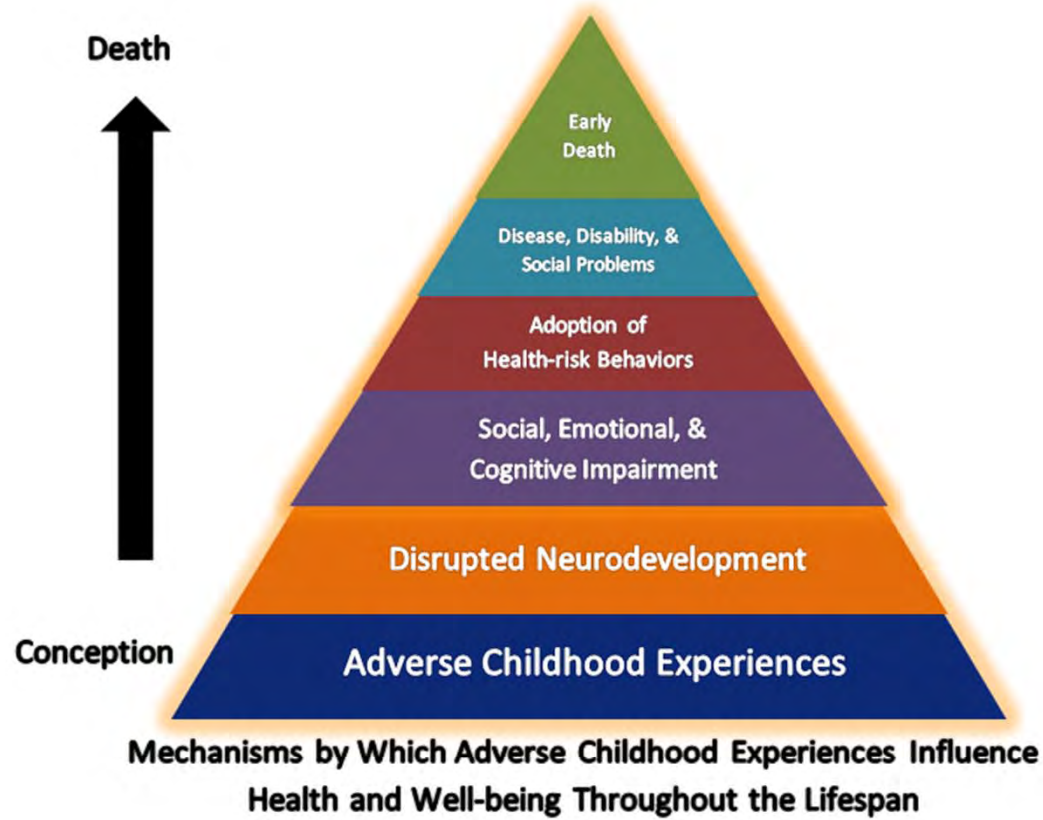 Death
Early
Death
Disease, Disability, &
Social Problems
Adoption of
Health-risk Behaviors
Social, Emotional, &
Cognitive Impairment
Disrupted Neurodevelopment
Conception
Adverse Childhood Experiences
Mechanisms by Which Adverse Childhood Experiences Influence
Health and Well-being Throughout the Lifespan